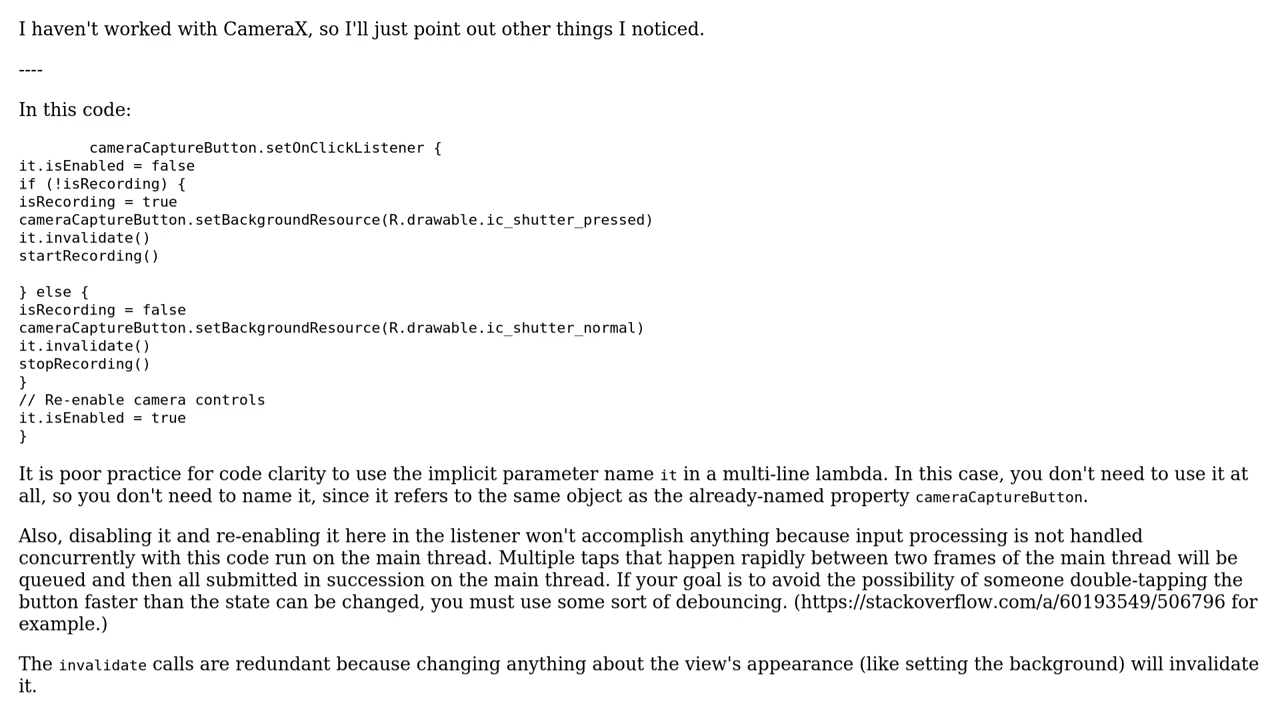 I haven't worked with CameraX, so I'll just point out other things I noticed.
----
In this code:
cameraCaptureButton.setOnClickListener {
it.isEnabled = false
if (!isRecording) {
isRecording = true
cameraCaptureButton.setBackgroundResource(R.drawable.ic_shutter_pressed)
it.invalidate()
startRecording()
} else {
isRecording = false
cameraCaptureButton.setBackgroundResource(R.drawable.ic_shutter_normal)
it.invalidate()
stopRecording()
}
// Re-enable camera controls
it.isEnabled = true
}
It is poor practice for code clarity to use the implicit parameter name it in a multi-line lambda. In this case, you don't need to use it at
all, so you don't need to name it, since it refers to the same object as the already-named property cameraCaptureButton.
Also, disabling it and re-enabling it here in the listener won't accomplish anything because input processing is not handled
concurrently with this code run on the main thread. Multiple taps that happen rapidly between two frames of the main thread will be
queued and then all submitted in succession on the main thread. If your goal is to avoid the possibility of someone double-tapping the
button faster than the state can be changed, you must use some sort of debouncing. (https://stackoverflow.com/a/60193549/506796 for
example.)
The invalidate calls are redundant because changing anything about the view's appearance (like setting the background) will invalidate
it.